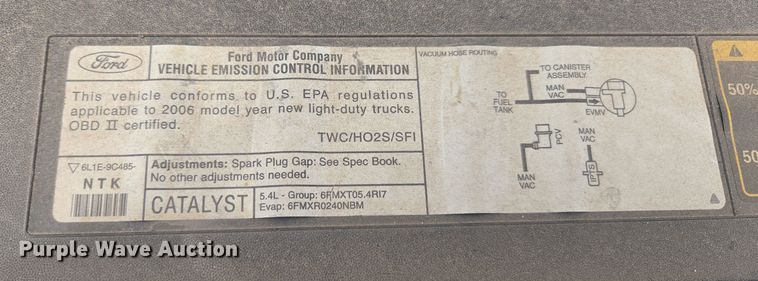 Ford
Ford Motor Company
VEHICLE EMISSION CONTROL INFORMATION
This vehicle conforms to U.S. EPA regulations
applicable to 2006 model year new light-duty trucks.
OBD II certified.
TWC/HO2S/SFI
6L1E-9C485-
NTK
Adjustments: Spark Plug Gap: See Spec Book.
No other adjustments needed.
CATALYST
5.4L - Group: 6FMXT05.4RI7
Evap: 6FMXR0240NBM
VACUUM HOSE ROUTING
TO CANISTER
ASSEMBLY
MAN
VAC
TO
FUEL
TANK
EVMV
PCV
MAN
VAC
MAN
VAC
IPTS
50%
50
Purple Wave Auction